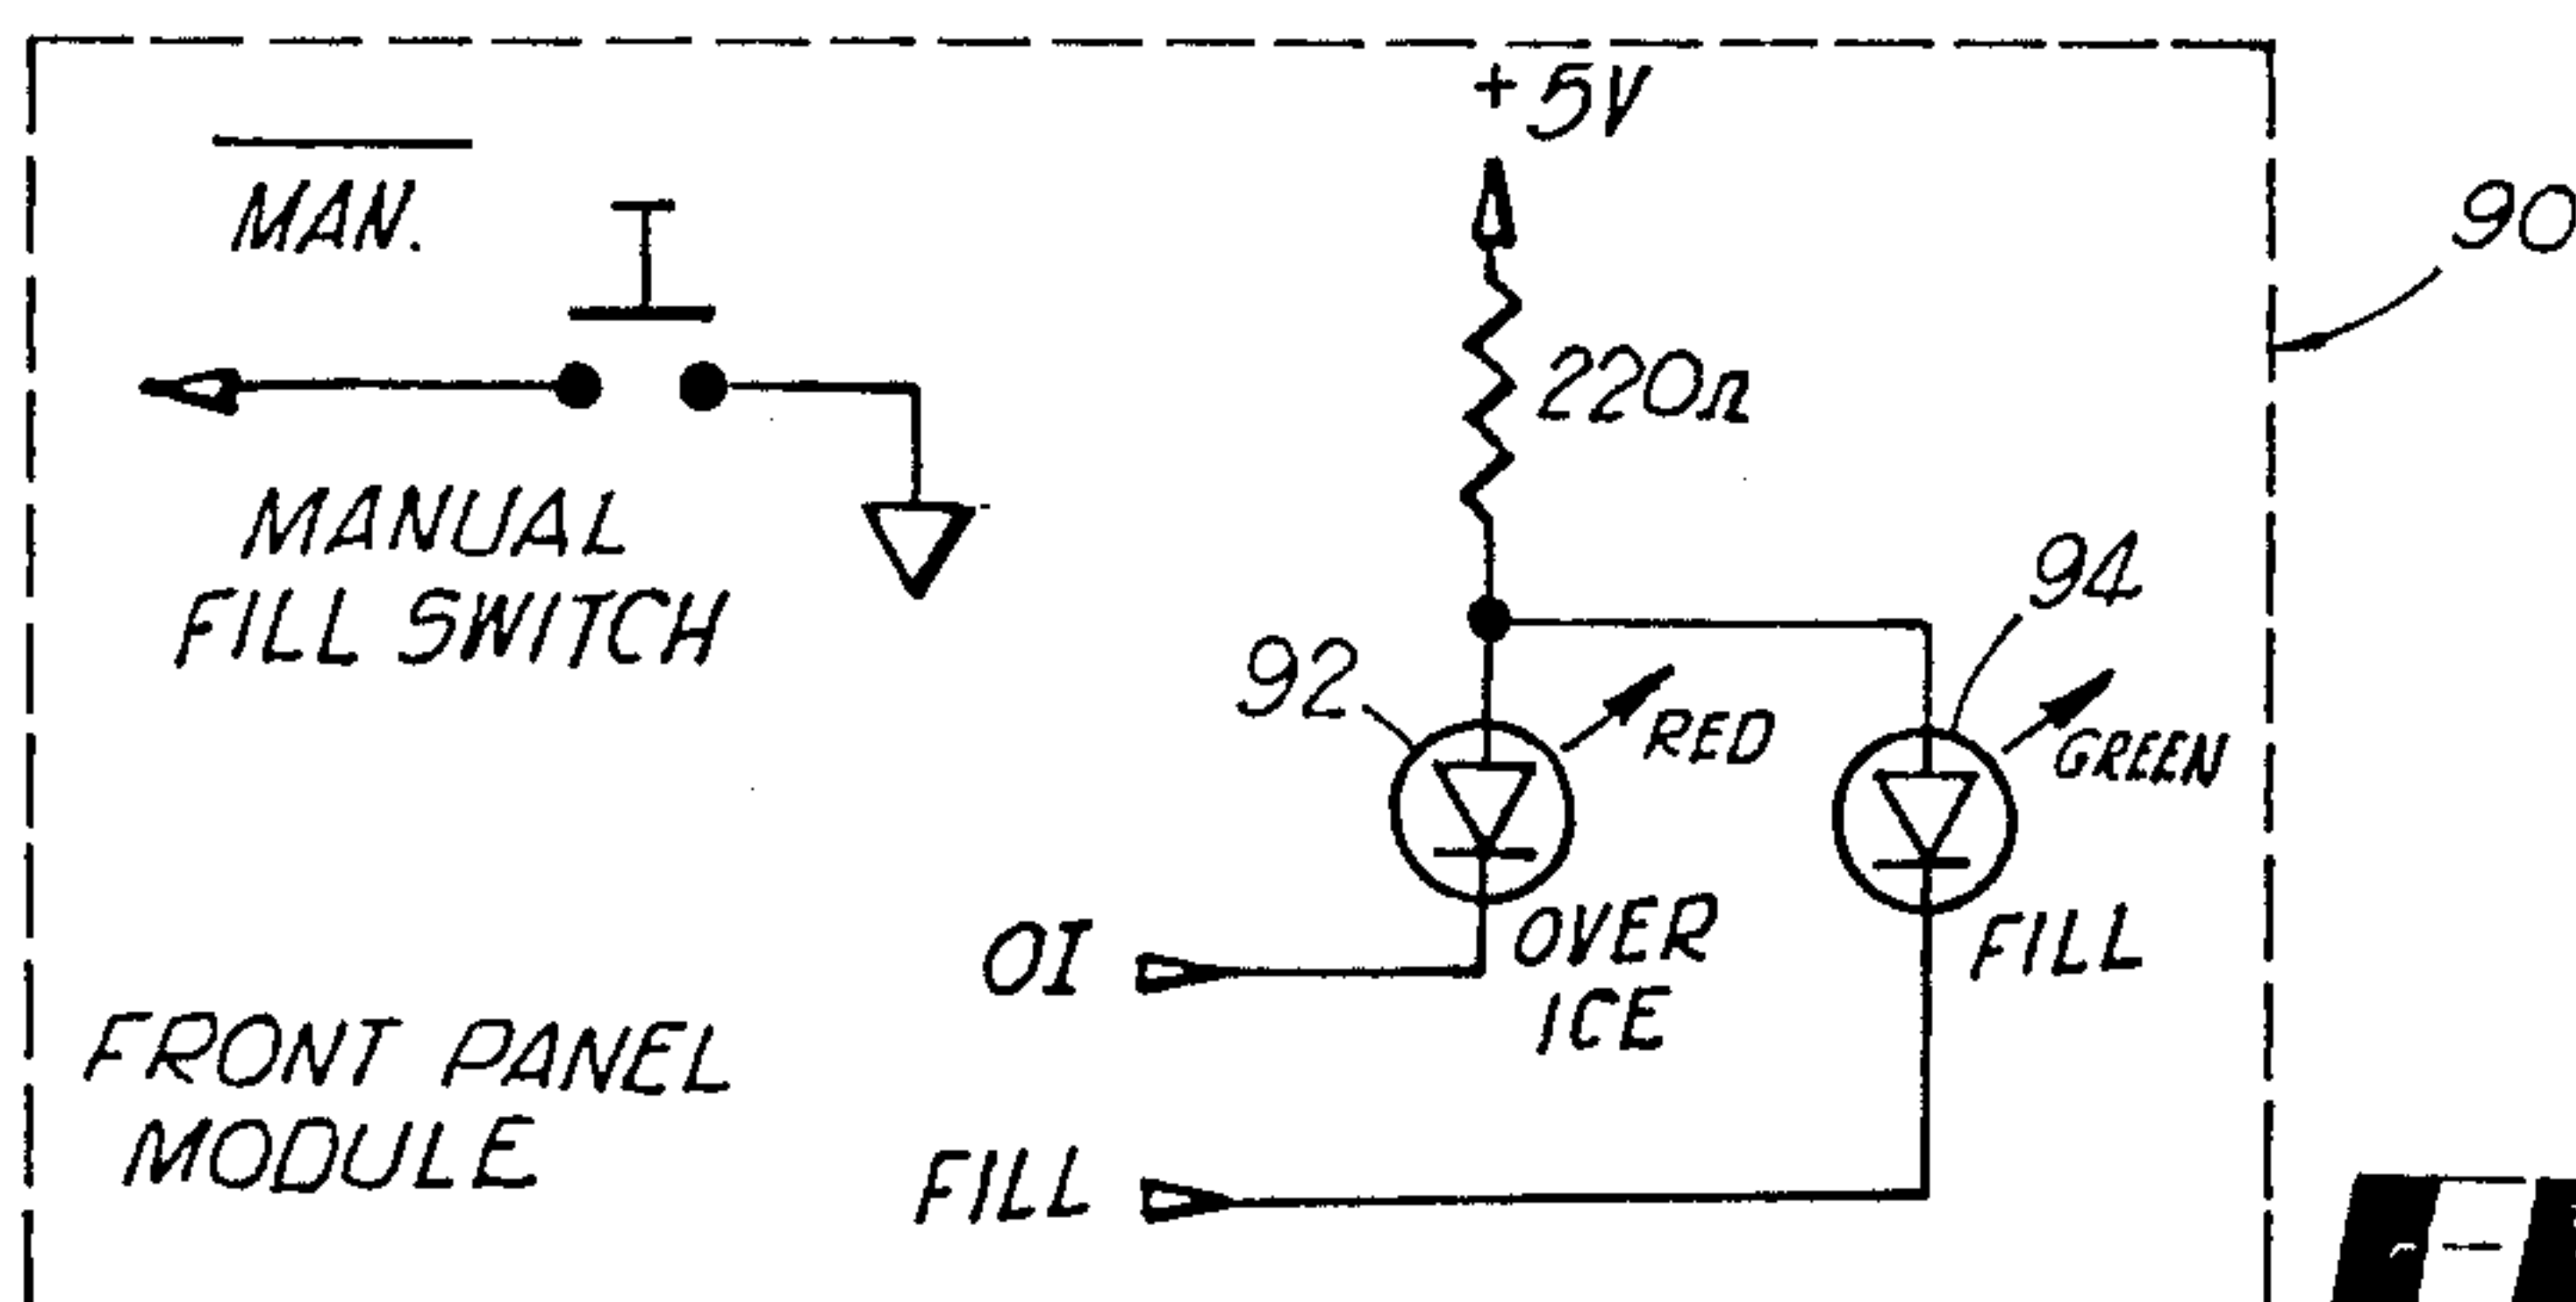 +5V
MAN.
90
220Ω
MANUAL
FILL SWITCH
94
92
RED
GREEN
OVER
ICE
FILL
OI
FRONT PANEL
MODULE
FILL